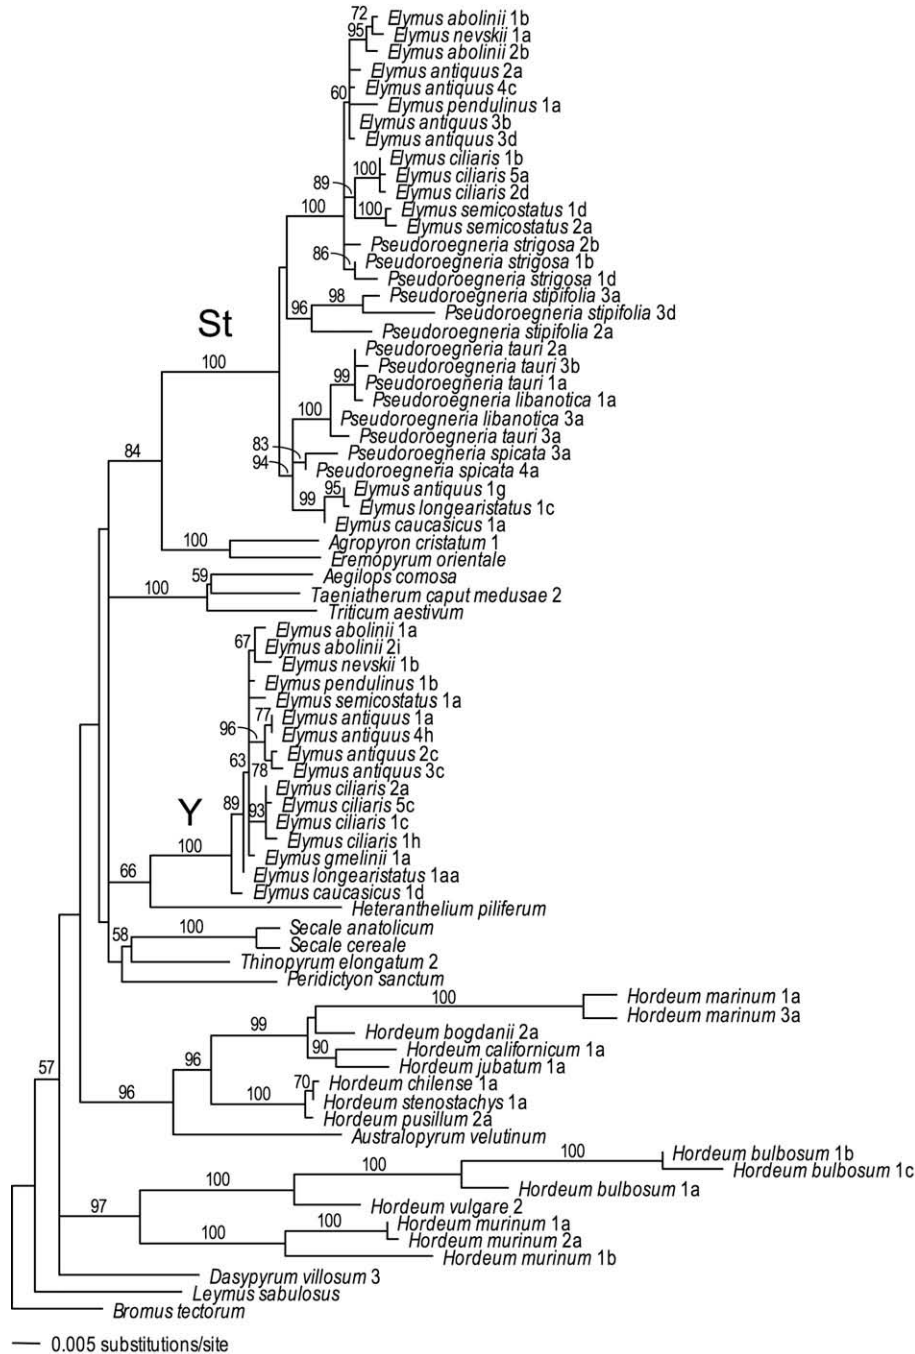 72
Elymus abolinii 1b
95
Elymus nevskii 1a
Elymus abolinii 2b
Elymus antiquus 2a
60
Elymus antiquus 4c
Elymus pendulinus 1a
Elymus antiquus 3b
Elymus antiquus 3d
Elymus ciliaris 1b
100
Elymus ciliaris 5a
89
Elymus ciliaris 2d
100
100
Elymus semicostatus 1d
Elymus semicostatus 2a
Pseudoroegneria strigosa 2b
86
Pseudoroegneria strigosa 1b
Pseudoroegneria strigosa 1d
98
Pseudoroegneria stipifolia 3a
96
Pseudoroegneria stipifolia 3d
St
Pseudoroegneria stipifolia 2a
Pseudoroegneria tauri 2a
100
Pseudoroegneria tauri 3b
99
Pseudoroegneria tauri 1a
Pseudoroegneria libanotica 1a
100
Pseudoroegneria libanotica 3a
Pseudoroegneria tauri 3a
83
Pseudoroegneria spicata 3a
84
94
Pseudoroegneria spicata 4a
95
Elymus antiquus 1g
99
Elymus longearistatus 1c
Elymus caucasicus 1a
100
Agropyron cristatum 1
Eremopyrum orientale
59
Aegilops comosa
100
Taeniatherum caput medusae 2
Triticum aestivum
Elymus abolinii 1a
67
Elymus abolinii 2i
Elymus nevskii 1b
Elymus pendulinus 1b
Elymus semicostatus 1a
77
Elymus antiquus 1a
96
Elymus antiquus 4h
Elymus antiquus 2c
63
78
Elymus antiquus 3c
Elymus ciliaris 2a
89
93
Elymus ciliaris 5c
Y
Elymus ciliaris 1c
Elymus ciliaris 1h
100
Elymus gmelinii 1a
Elymus longearistatus 1aa
66
Elymus caucasicus 1d
Heteranthelium piliferum
100
Secale anatolicum
58
Secale cereale
Thinopyrum elongatum 2
Peridictyon sanctum
100
Hordeum marinum 1a
Hordeum marinum 3a
99
Hordeum bogdanii 2a
90
Hordeum californicum 1a
96
Hordeum jubatum 1a
57
70
Hordeum chilense 1a
96
100
Hordeum stenostachys 1a
Hordeum pusillum 2a
Australopyrum velutinum
100
Hordeum bulbosum 1b
100
Hordeum bulbosum 1c
100
Hordeum bulbosum 1a
97
Hordeum vulgare 2
100
Hordeum murinum 1a
100
Hordeum murinum 2a
Hordeum murinum 1b
Dasypyrum villosum 3
Leymus sabulosus
Bromus tectorum
0.005 substitutions/site